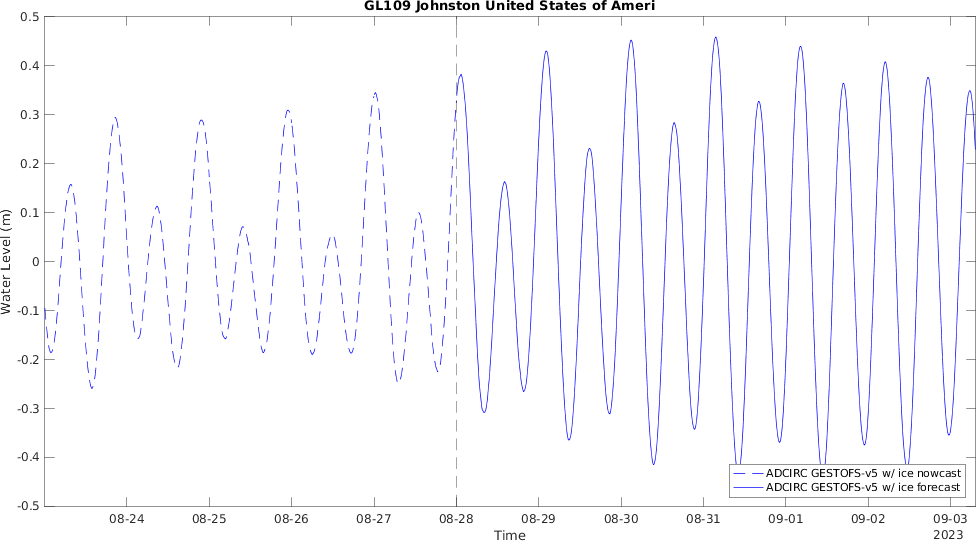 GL109 Johnston United States of Ameri
0.5
0.4
0.3
0.2
0.1
0
-0.1
-0.2
-0.3
-0.4
-0.5
Water Level (m)
ADCIRC GESTOFS-v5 w/ ice nowcast
ADCIRC GESTOFS-v5 w/ ice forecast
08-24 08-25 08-26 08-27 08-28 08-29 08-30 08-31 09-01 09-02 09-03
Time
2023